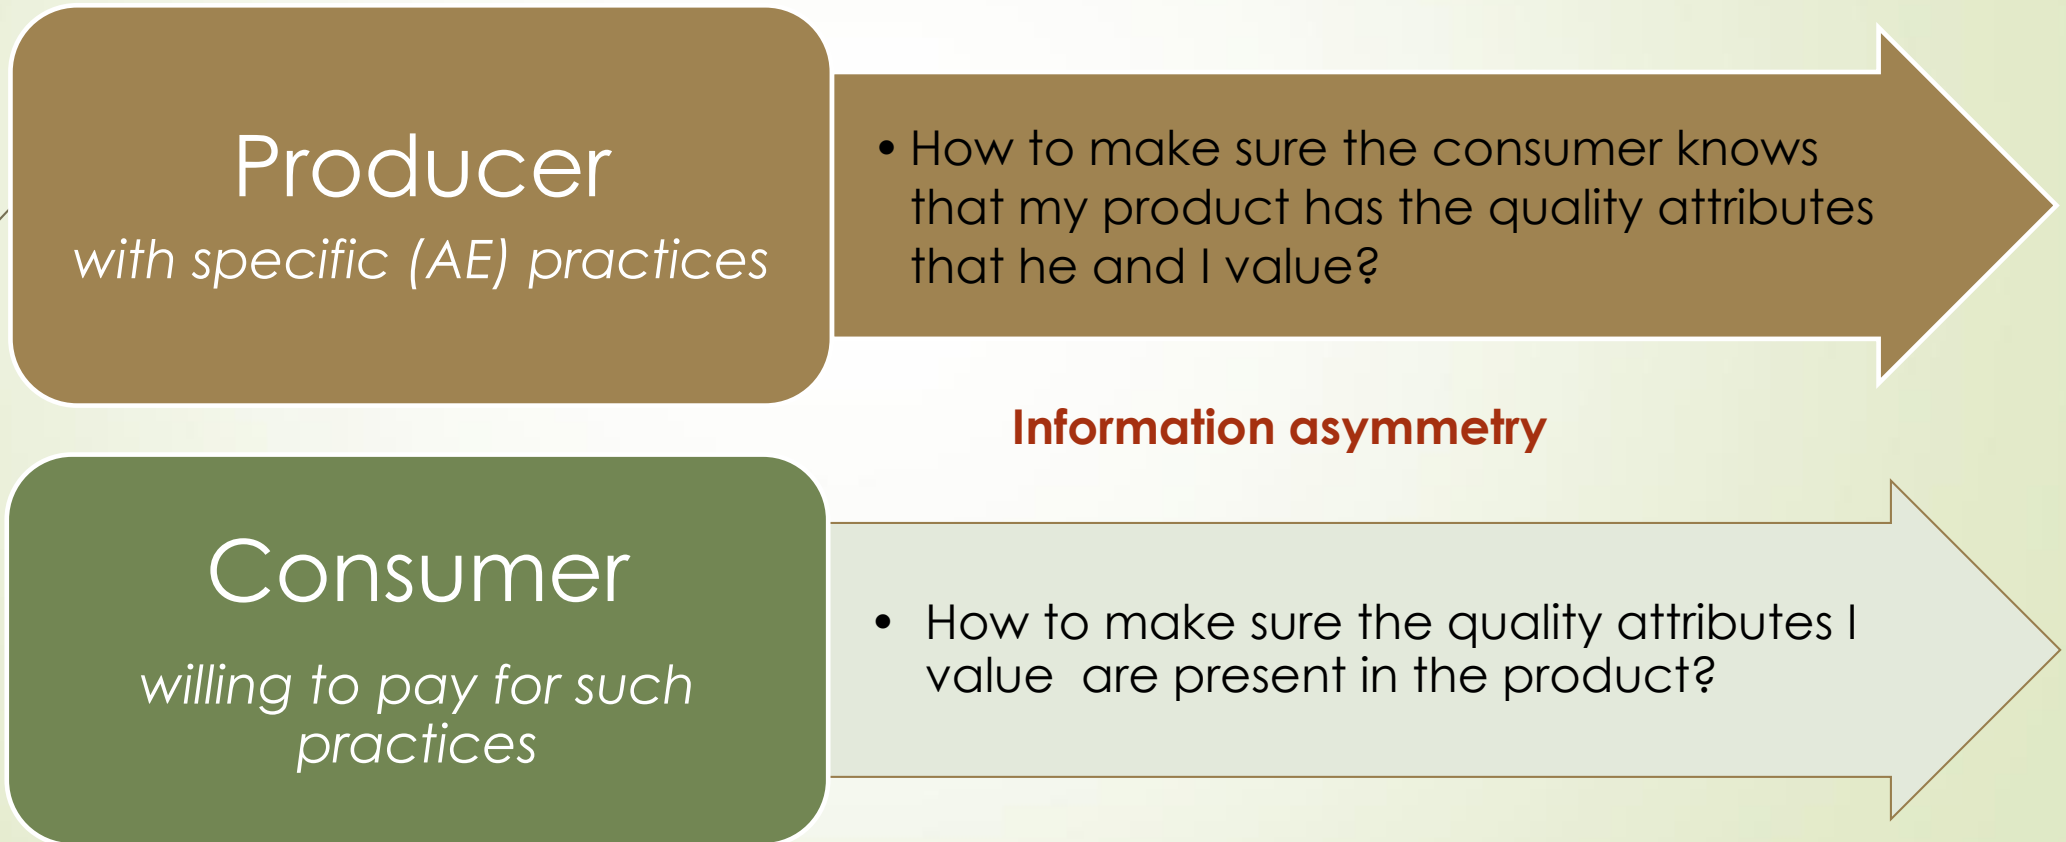 Producer
with specific (AE) practices
• How to make sure the consumer knows
that my product has the quality attributes
that he and I value?
Information asymmetry
Consumer
willing to pay for such
practices
• How to make sure the quality attributes I
value are present in the product?